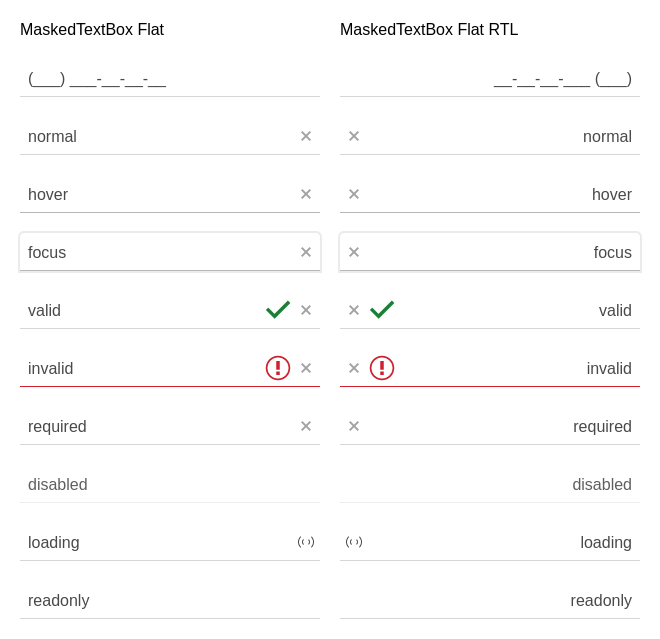 MaskedTextBox Flat
(___) ___-__-__-__
normal
hover
focus
valid
invalid
required
disabled
loading
readonly
MaskedTextBox Flat RTL
__-__-__-___ (___)
normal
hover
focus
valid
invalid
required
disabled
loading
readonly